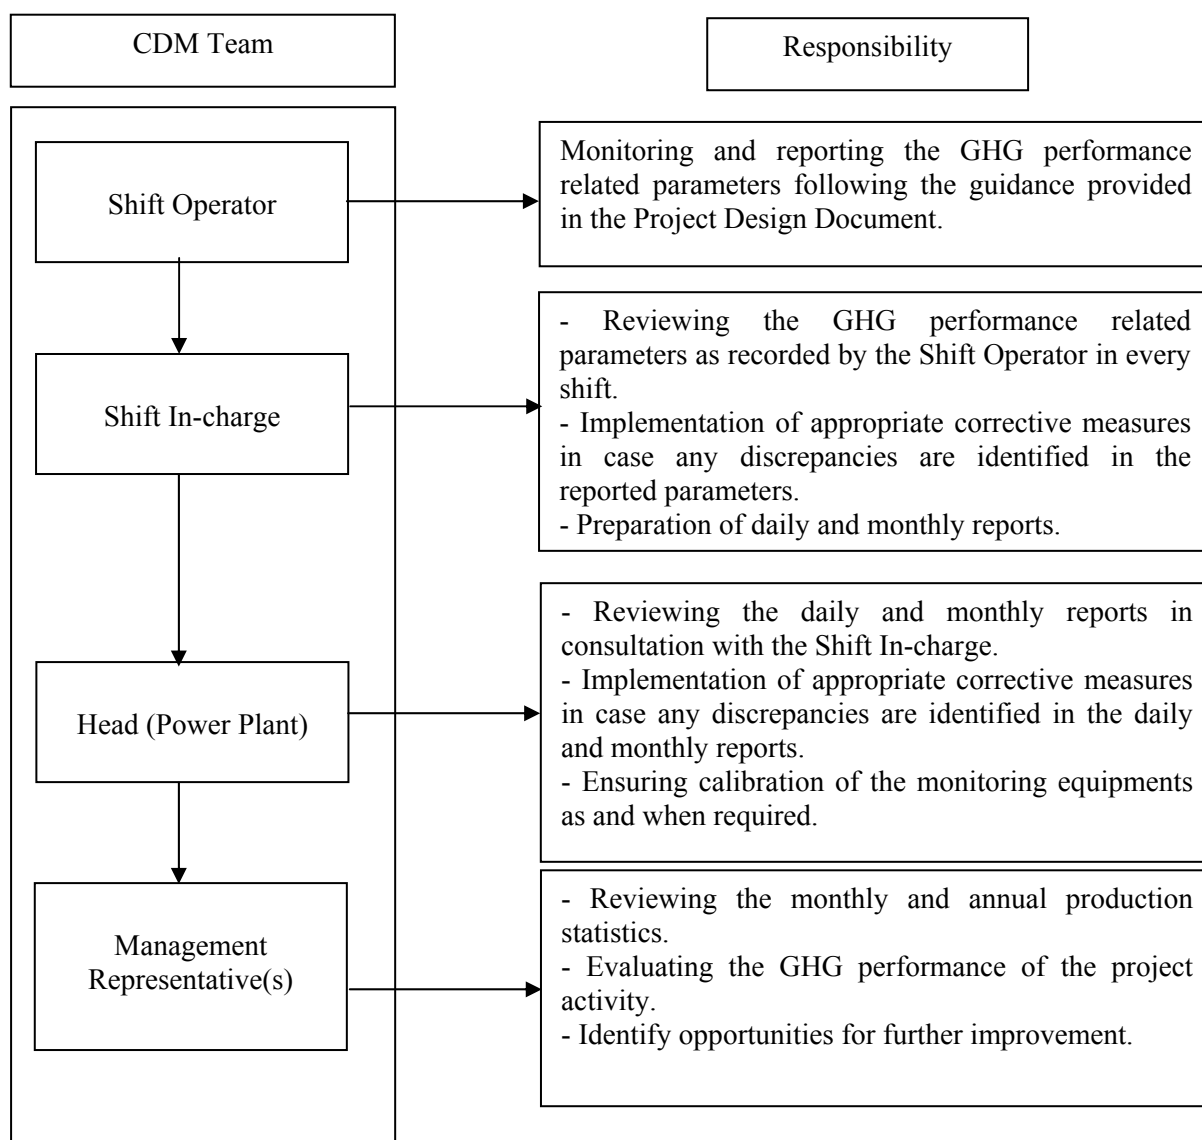 CDM Team
Responsibility
Shift Operator
Monitoring and reporting the GHG performance
related parameters following the guidance provided
in the Project Design Document.
Shift In-charge
- Reviewing the GHG performance related
parameters as recorded by the Shift Operator in every
shift.
- Implementation of appropriate corrective measures
in case any discrepancies are identified in the
reported parameters.
- Preparation of daily and monthly reports.
Head (Power Plant)
- Reviewing the daily and monthly reports in
consultation with the Shift In-charge.
- Implementation of appropriate corrective measures
in case any discrepancies are identified in the daily
and monthly reports.
- Ensuring calibration of the monitoring equipments
as and when required.
Management
Representative(s)
- Reviewing the monthly and annual production
statistics.
- Evaluating the GHG performance of the project
activity.
- Identify opportunities for further improvement.